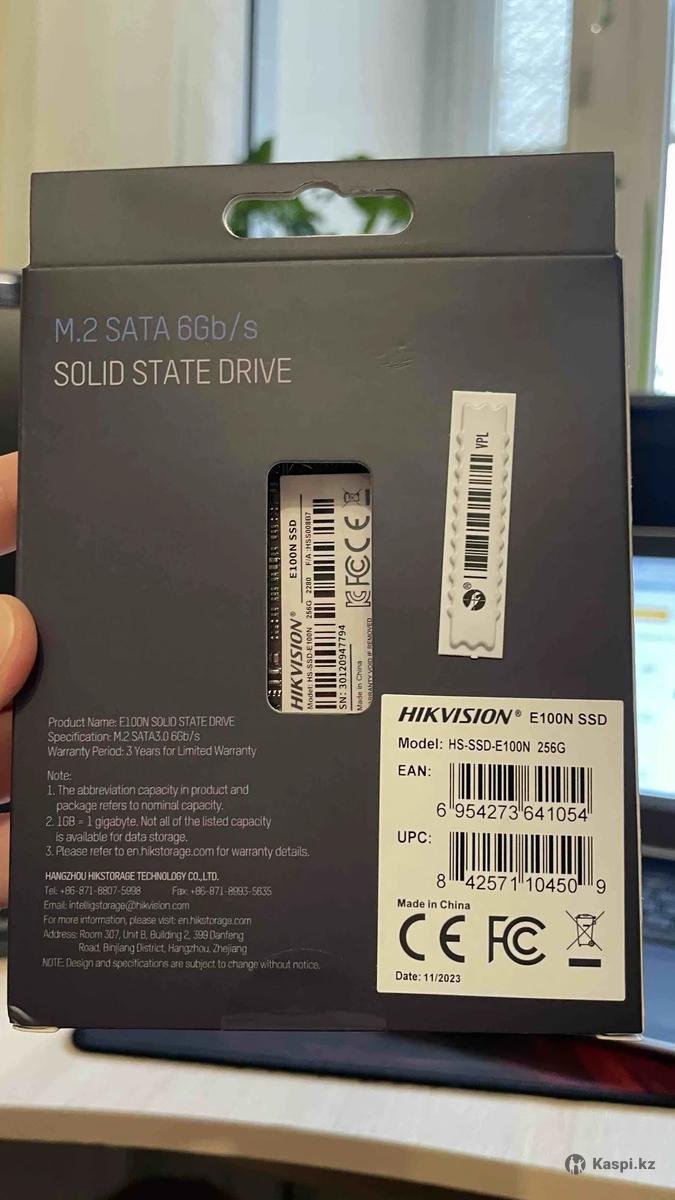 M.2 SATA 6Gb/s
SOLID STATE DRIVE
YPL
HIKVISION® E100N SSD
Model: HS-SSD-E100N 256G 2280 F/A :HSS008B7
SN: 30120947794
Made in China
WARRANTY VOID IF REMOVED
CE FC
Product Name: E100N SOLID STATE DRIVE
Specification: M.2 SATA3.0 6Gb/s
Warranty Period: 3 Years for Limited Warranty
Note:
1. The abbreviation capacity in product and
package refers to nominal capacity.
2. 1GB = 1 gigabyte. Not all of the listed capacity
is available for data storage.
3. Please refer to en.hikstorage.com for warranty details.
HANGZHOU HIKSTORAGE TECHNOLOGY CO.,LTD.
Tel: +86-871-8807-5998 Fax: +86-871-8993-5635
Email: intelligstorage@hikvision.com
For more information, please visit: en.hikstorage.com
Address: Room 307, Unit B, Building 2, 399 Danfeng
Road, Binjiang District, Hangzhou, Zhejiang
NOTE: Design and specifications are subject to change without notice.
HIKVISION® E100N SSD
Model: HS-SSD-E100N 256G
EAN:
6 954273 641054
UPC:
8 42571 10450 9
Made in China
CE FC
Date: 11/2023
Kaspi.kz